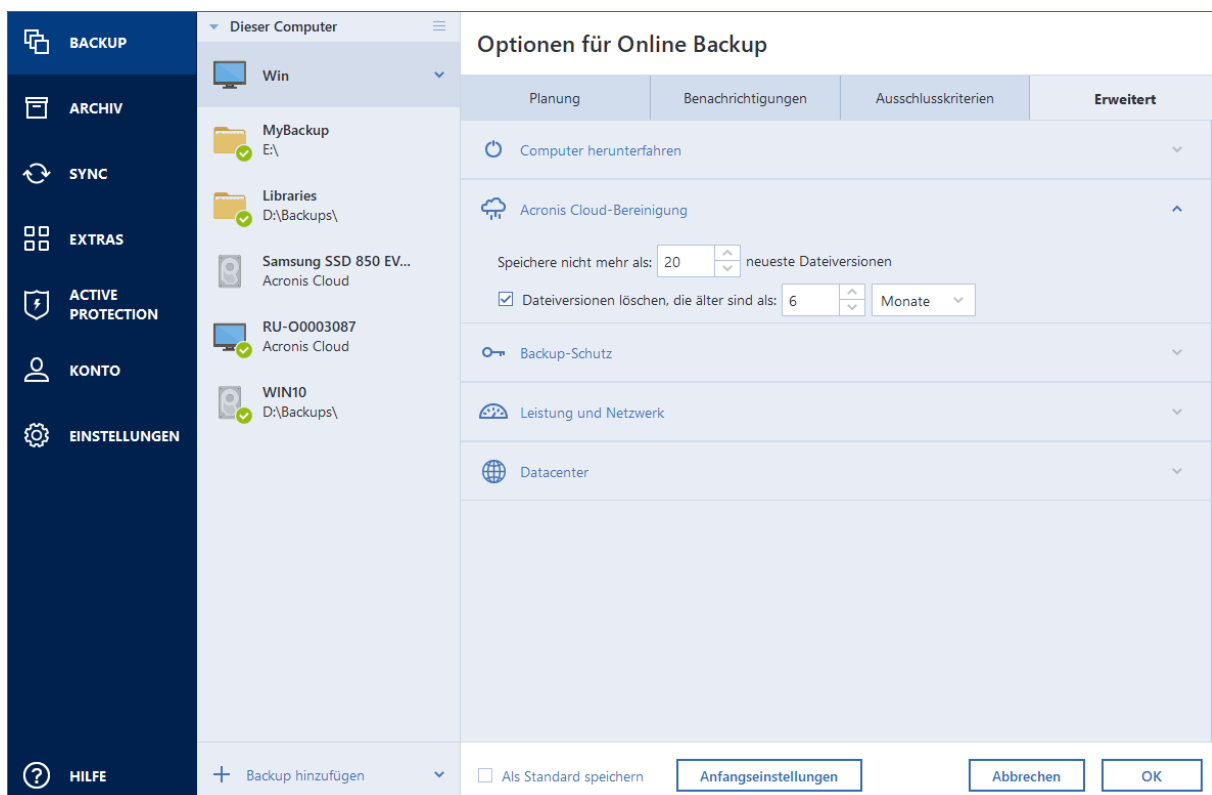 BACKUP
ARCHIV
SYNC
EXTRAS
ACTIVE
PROTECTION
KONTO
EINSTELLUNGEN
HILFE
Dieser Computer
Win
MyBackup
E:\
Libraries
D:\Backups\
Samsung SSD 850 EV...
Acronis Cloud
RU-O0003087
Acronis Cloud
WIN10
D:\Backups\
Backup hinzufügen
Optionen für Online Backup
Planung
Benachrichtigungen
Ausschlusskriterien
Erweitert
Computer herunterfahren
Acronis Cloud-Bereinigung
Speichere nicht mehr als: 20 neueste Dateiversionen
Dateiversionen löschen, die älter sind als: 6 Monate
Backup-Schutz
Leistung und Netzwerk
Datacenter
Als Standard speichern
Anfangseinstellungen
Abbrechen
OK